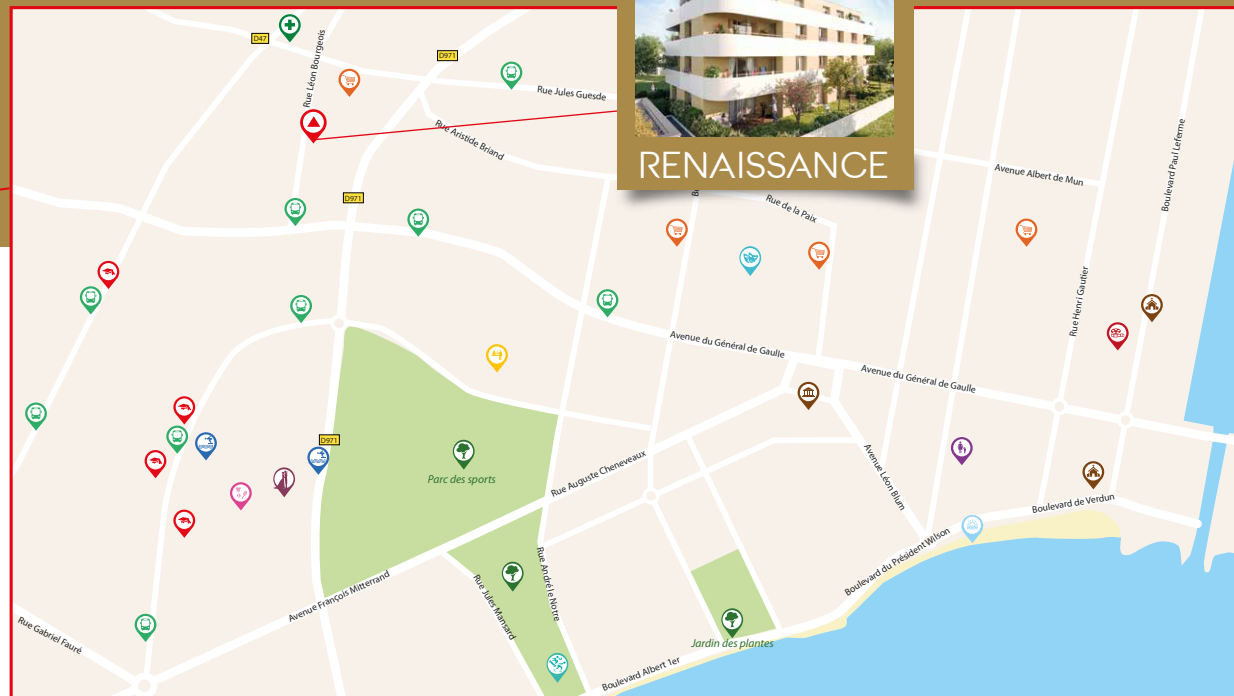 D47
D971
Rue Léon Bourgeois
Rue Jules Guesde
Rue Aristide Briand
RENAISSANCE
Avenue Albert de Mun
Boulevard Paul Leferme
D971
Rue de la Paix
Rue Henri Gautier
Avenue du Général de Gaulle
Avenue du Général de Gaulle
D971
Parc des sports
Rue Auguste Cheneveaux
Avenue Léon Blum
Boulevard de Verdun
Boulevard du Président Wilson
Rue André le Notre
Rue Jules Mansard
Avenue François Mitterrand
Rue Gabriel Fauré
Jardin des plantes
Boulevard Albert 1er